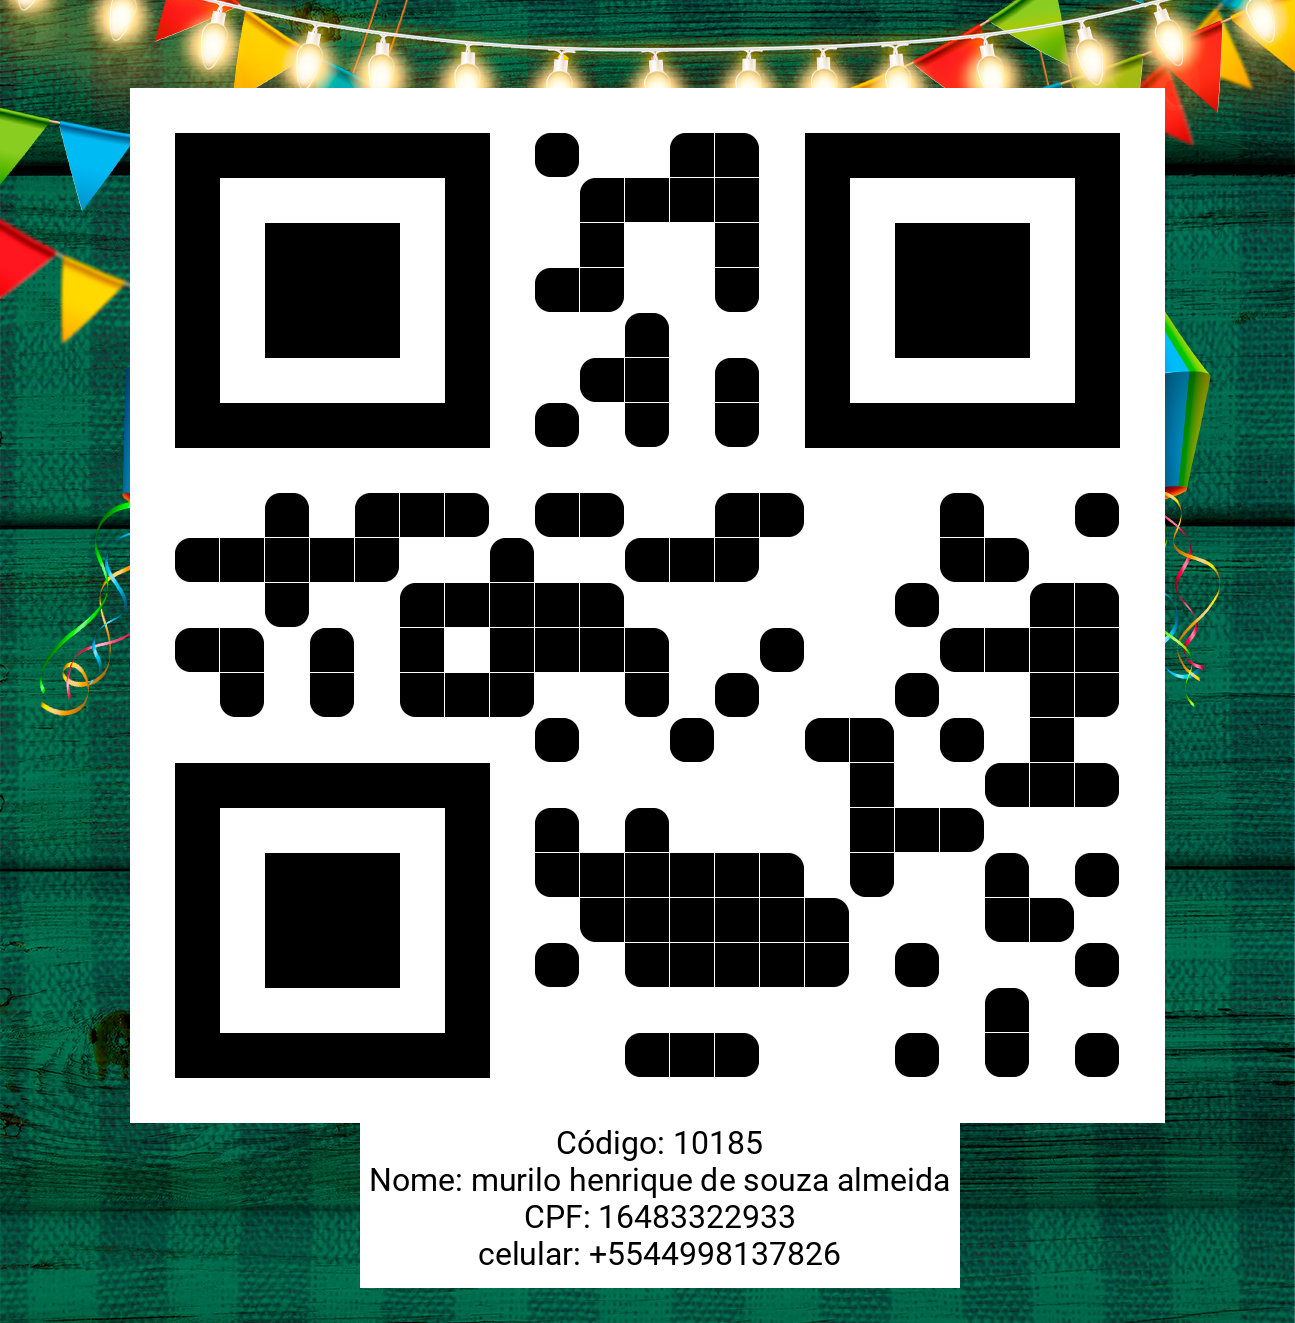 Código: 10185
Nome: murilo henrique de souza almeida
CPF: 16483322933
celular: +5544998137826